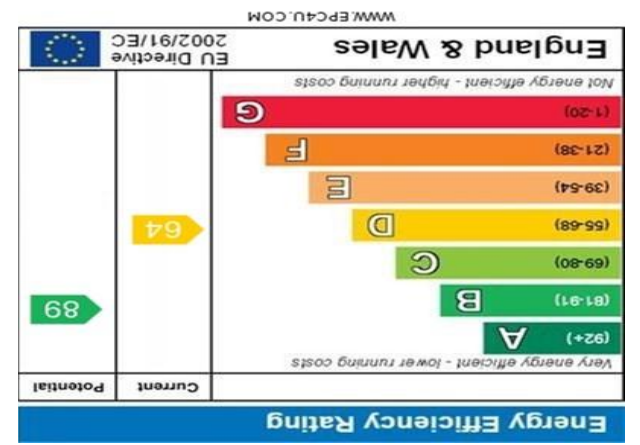 Energy Efficiency Rating
Current
Potential
Very energy efficient - lower running costs
(92+) A
(81-91) B
(69-80) C
(55-68) D
(39-54) E
(21-38) F
(1-20) G
64
89
Not energy efficient - higher running costs
England & Wales
EU Directive
2002/91/EC
WWW.EPC4U.COM